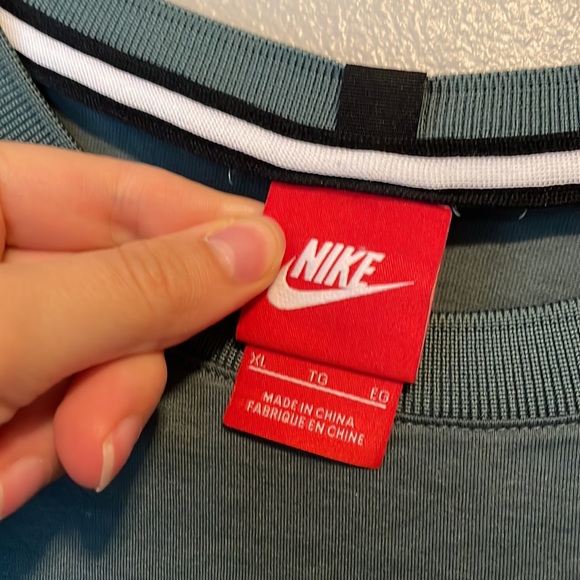 NIKE
XL TG EG
MADE IN CHINA
FABRIQUE EN CHINE